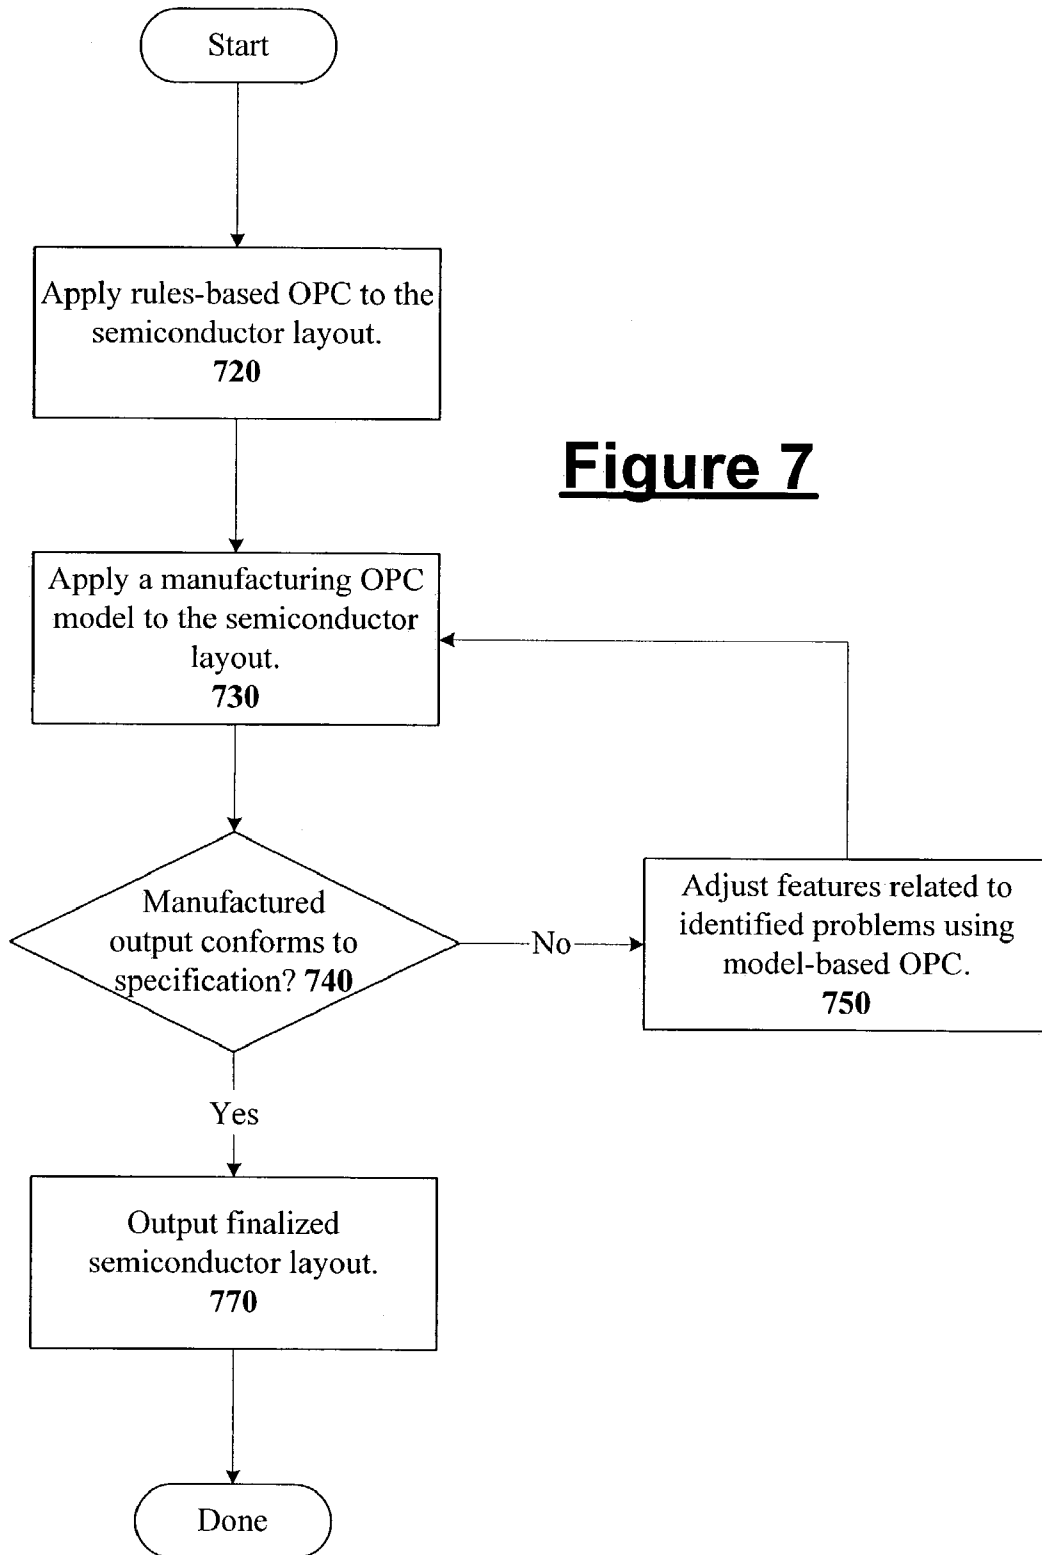 Start
Apply rules-based OPC to the
semiconductor layout.
720
Figure 7
Apply a manufacturing OPC
model to the semiconductor
layout.
730
Manufactured
output conforms to
specification? 740
No
Adjust features related to
identified problems using
model-based OPC.
750
Yes
Output finalized
semiconductor layout.
770
Done